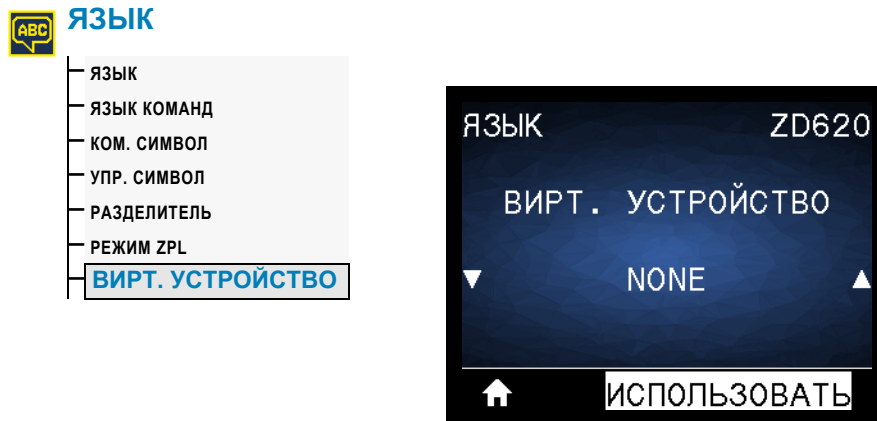 ABC
ЯЗЫК
ЯЗЫК
ЯЗЫК КОМАНД
КОМ. СИМВОЛ
УПР. СИМВОЛ
РАЗДЕЛИТЕЛЬ
РЕЖИМ ZPL
ВИРТ. УСТРОЙСТВО
ЯЗЫК ZD620
ВИРТ. УСТРОЙСТВО
NONE
ИСПОЛЬЗОВАТЬ